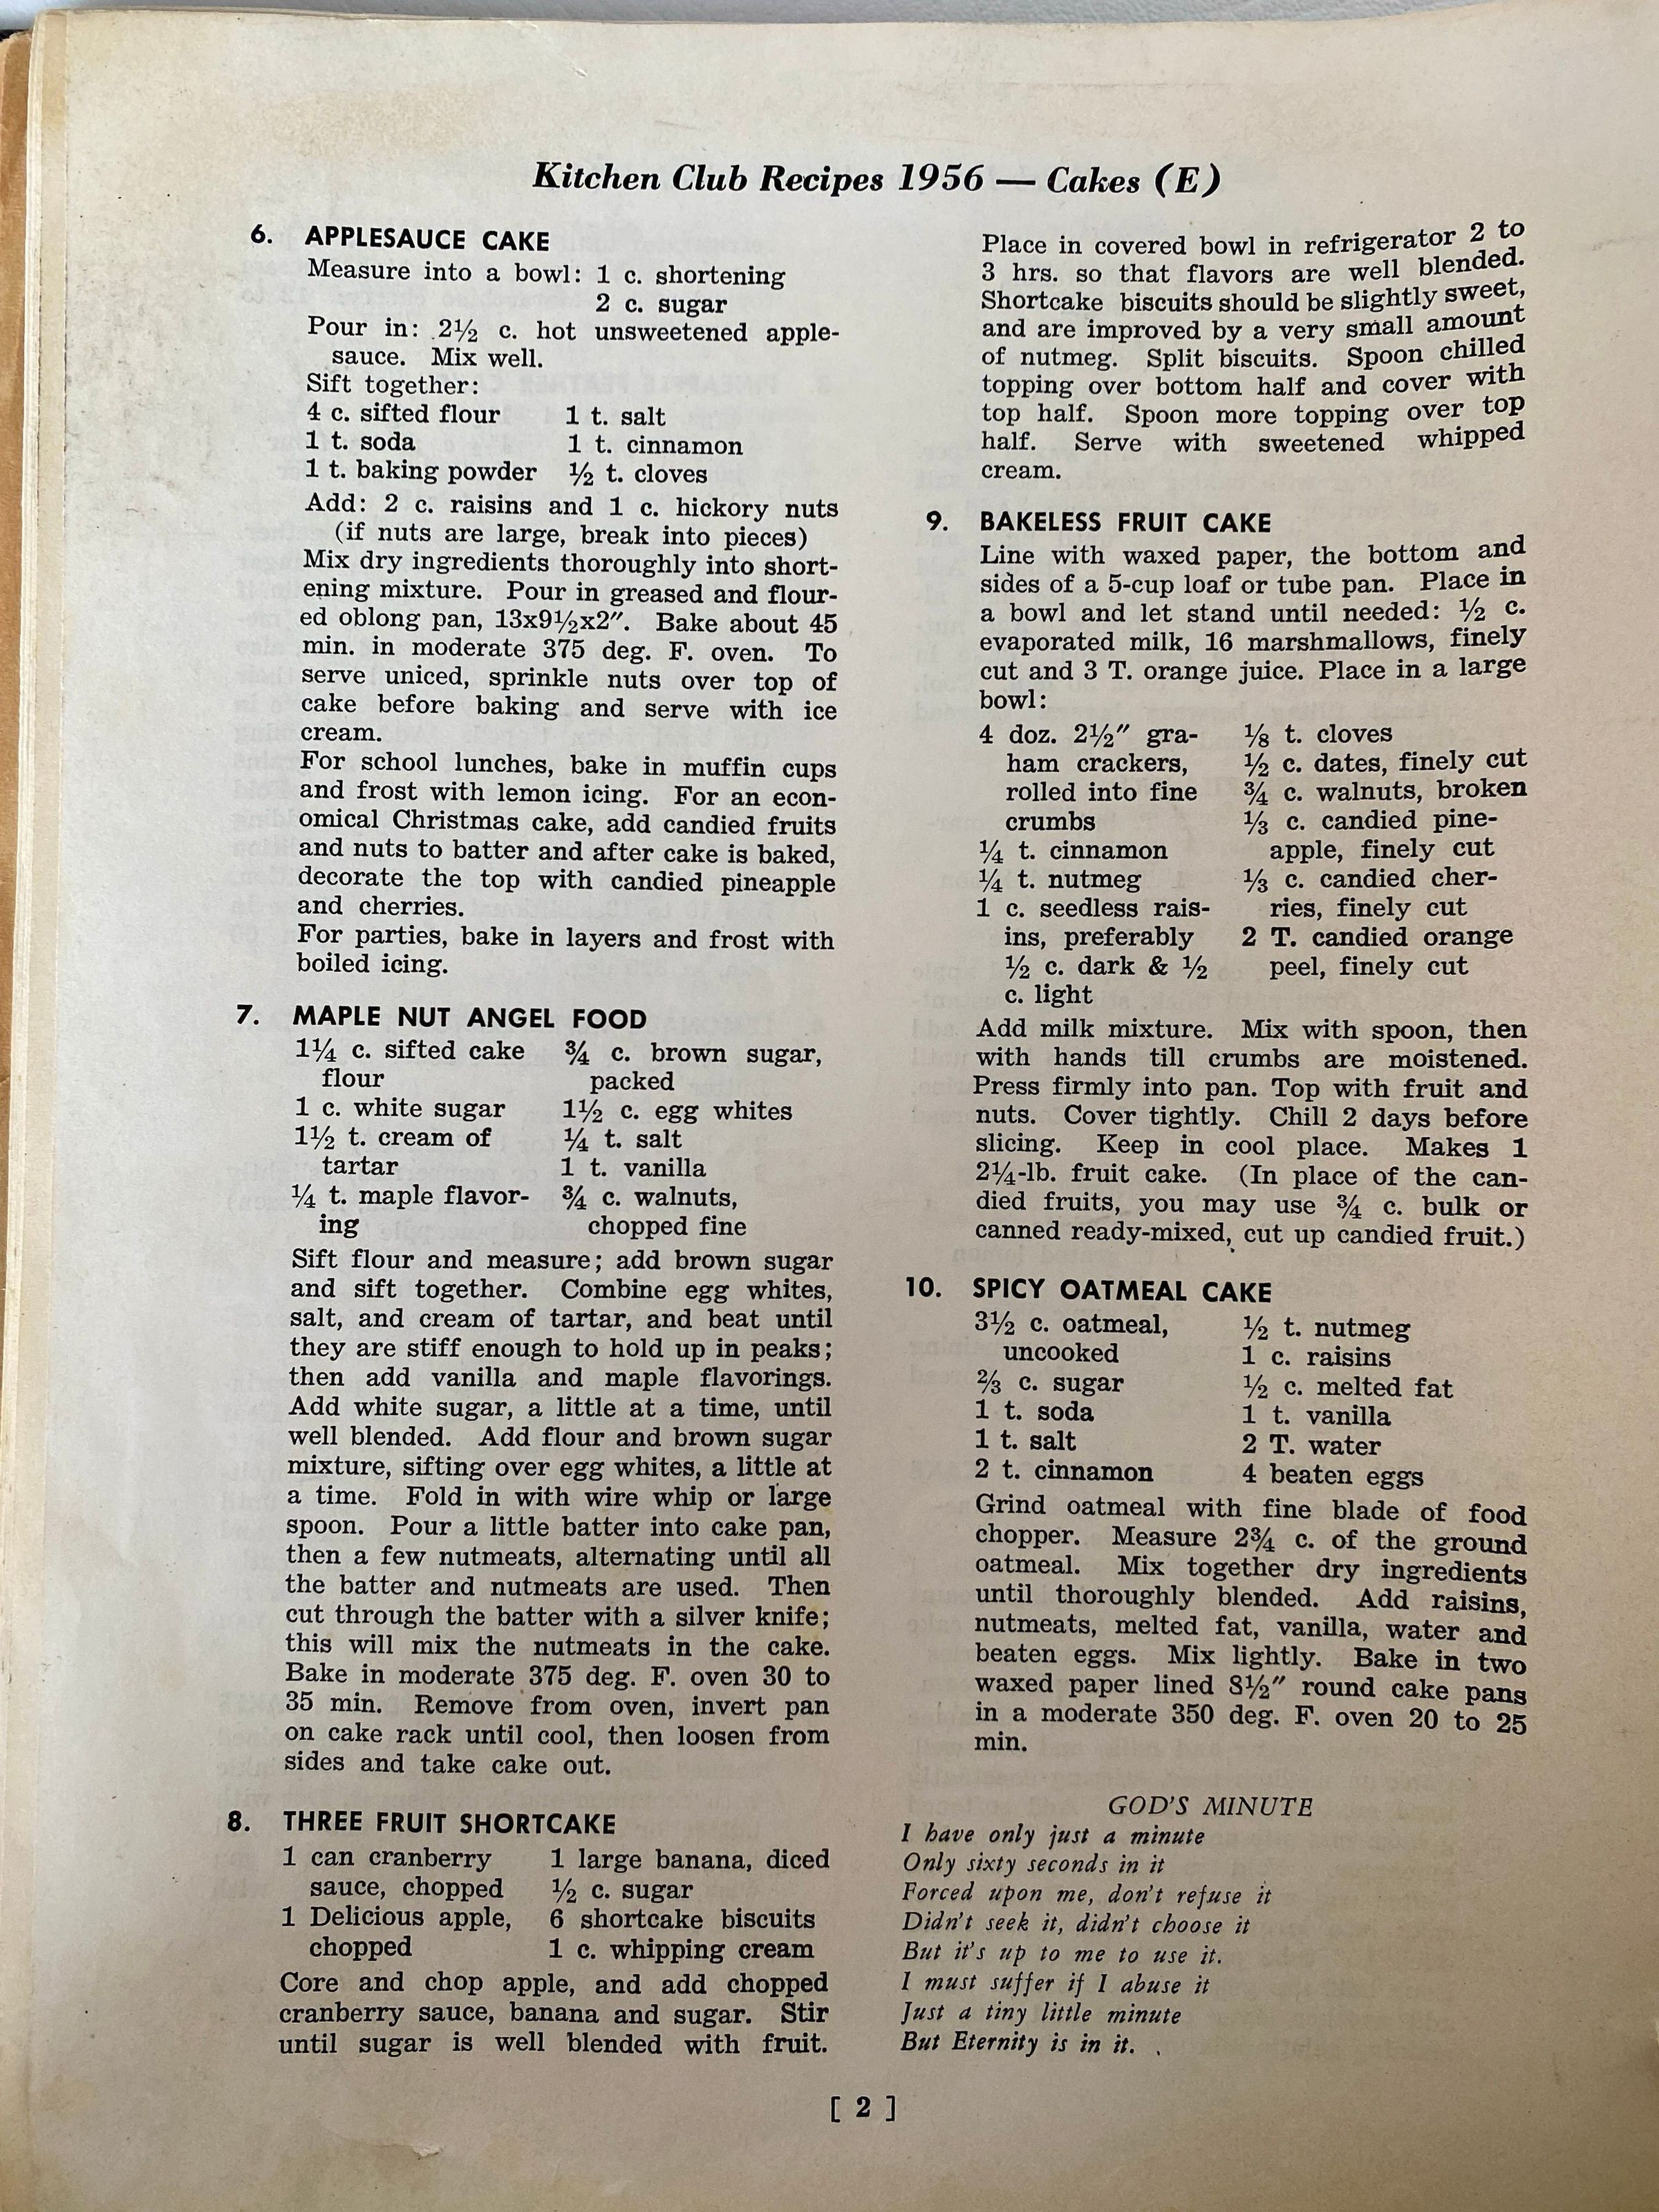 Kitchen Club Recipes 1956 — Cakes (E)
6. APPLESAUCE CAKE
Measure into a bowl: 1 c. shortening
2 c. sugar
Pour in: 2½ c. hot unsweetened apple-
sauce. Mix well.
Sift together:
4 c. sifted flour 1 t. salt
1 t. soda 1 t. cinnamon
1 t. baking powder ½ t. cloves
Add: 2 c. raisins and 1 c. hickory nuts
(if nuts are large, break into pieces)
Mix dry ingredients thoroughly into short-
ening mixture. Pour in greased and flour-
ed oblong pan, 13x9½x2″. Bake about 45
min. in moderate 375 deg. F. oven. To
serve uniced, sprinkle nuts over top of
cake before baking and serve with ice
cream.
For school lunches, bake in muffin cups
and frost with lemon icing. For an econ-
omical Christmas cake, add candied fruits
and nuts to batter and after cake is baked,
decorate the top with candied pineapple
and cherries.
For parties, bake in layers and frost with
boiled icing.
7. MAPLE NUT ANGEL FOOD
1¼ c. sifted cake ¾ c. brown sugar,
flour packed
1 c. white sugar 1½ c. egg whites
1½ t. cream of ¼ t. salt
tartar 1 t. vanilla
¼ t. maple flavor- ¾ c. walnuts,
ing chopped fine
Sift flour and measure; add brown sugar
and sift together. Combine egg whites,
salt, and cream of tartar, and beat until
they are stiff enough to hold up in peaks;
then add vanilla and maple flavorings.
Add white sugar, a little at a time, until
well blended. Add flour and brown sugar
mixture, sifting over egg whites, a little at
a time. Fold in with wire whip or large
spoon. Pour a little batter into cake pan,
then a few nutmeats, alternating until all
the batter and nutmeats are used. Then
cut through the batter with a silver knife;
this will mix the nutmeats in the cake.
Bake in moderate 375 deg. F. oven 30 to
35 min. Remove from oven, invert pan
on cake rack until cool, then loosen from
sides and take cake out.
8. THREE FRUIT SHORTCAKE
1 can cranberry 1 large banana, diced
sauce, chopped ½ c. sugar
1 Delicious apple, 6 shortcake biscuits
chopped 1 c. whipping cream
Core and chop apple, and add chopped
cranberry sauce, banana and sugar. Stir
until sugar is well blended with fruit.
Place in covered bowl in refrigerator 2 to
3 hrs. so that flavors are well blended.
Shortcake biscuits should be slightly sweet,
and are improved by a very small amount
of nutmeg. Split biscuits. Spoon chilled
topping over bottom half and cover with
top half. Spoon more topping over top
half. Serve with sweetened whipped
cream.
9. BAKELESS FRUIT CAKE
Line with waxed paper, the bottom and
sides of a 5-cup loaf or tube pan. Place in
a bowl and let stand until needed: ½ c.
evaporated milk, 16 marshmallows, finely
cut and 3 T. orange juice. Place in a large
bowl:
4 doz. 2½″ gra- ⅛ t. cloves
ham crackers, ½ c. dates, finely cut
rolled into fine ¾ c. walnuts, broken
crumbs ⅓ c. candied pine-
¼ t. cinnamon apple, finely cut
¼ t. nutmeg ⅓ c. candied cher-
1 c. seedless rais- ries, finely cut
ins, preferably 2 T. candied orange
½ c. dark & ½ peel, finely cut
c. light
Add milk mixture. Mix with spoon, then
with hands till crumbs are moistened.
Press firmly into pan. Top with fruit and
nuts. Cover tightly. Chill 2 days before
slicing. Keep in cool place. Makes 1
2¼-lb. fruit cake. (In place of the can-
died fruits, you may use ¾ c. bulk or
canned ready-mixed, cut up candied fruit.)
10. SPICY OATMEAL CAKE
3½ c. oatmeal, ½ t. nutmeg
uncooked 1 c. raisins
⅔ c. sugar ½ c. melted fat
1 t. soda 1 t. vanilla
1 t. salt 2 T. water
2 t. cinnamon 4 beaten eggs
Grind oatmeal with fine blade of food
chopper. Measure 2¾ c. of the ground
oatmeal. Mix together dry ingredients
until thoroughly blended. Add raisins,
nutmeats, melted fat, vanilla, water and
beaten eggs. Mix lightly. Bake in two
waxed paper lined 8½″ round cake pans
in a moderate 350 deg. F. oven 20 to 25
min.
GOD'S MINUTE
I have only just a minute
Only sixty seconds in it
Forced upon me, don't refuse it
Didn't seek it, didn't choose it
But it's up to me to use it.
I must suffer if I abuse it
Just a tiny little minute
But Eternity is in it.
[ 2 ]